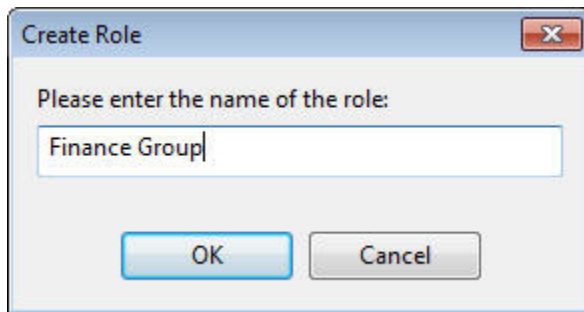 Create Role
Please enter the name of the role:
Finance Group
OK
Cancel